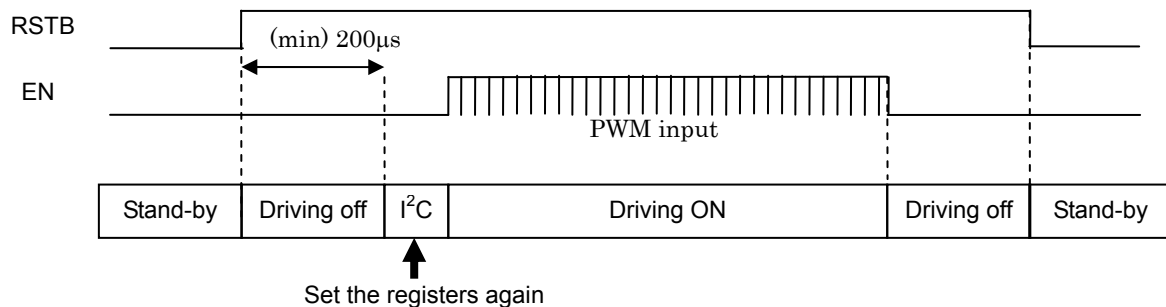 RSTB
(min) 200μs
EN
PWM input
Stand-by Driving off I²C Driving ON Driving off Stand-by
Set the registers again